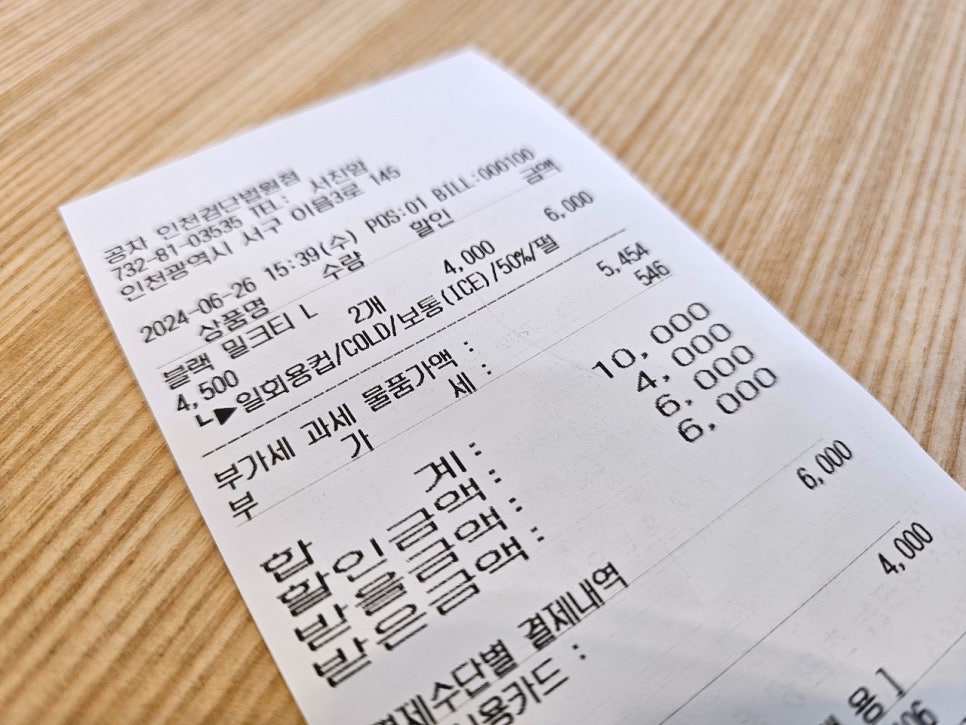 공차 인천검단법원점
732-81-03535 TEL: 서진엄
인천광역시 서구 이음3로 145
2024-06-26 15:39(수) POS:01 BILL:000100
상품명 수량 할인 금액
블랙 밀크티 L 2개 4,000 6,000
4,500
ㄴ▶일회용컵/COLD/보통(ICE)/50%/펄
부가세 과세 물품가액 : 5,454
부 가 세 : 546
합 계 : 10,000
할 인 금액 : 4,000
받 을 금액 : 6,000
받 은 금액 : 6,000
결제수단별 결제내역
신용카드 : 6,000
4,000